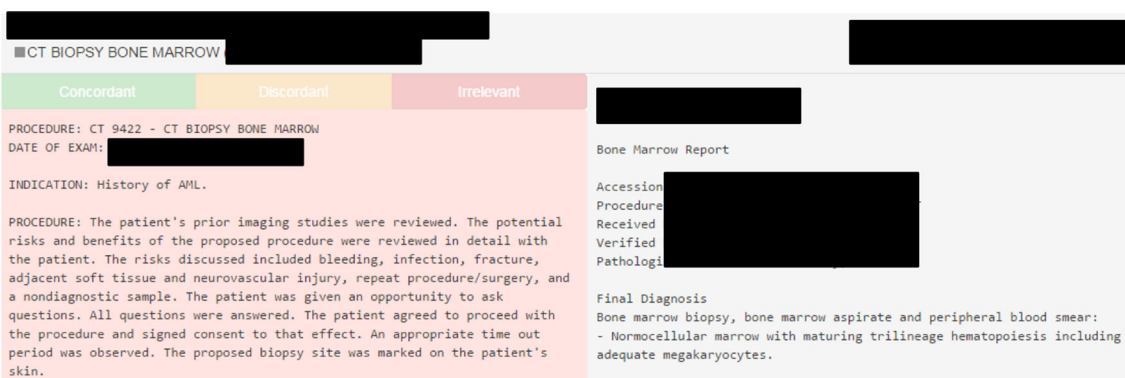 CT BIOPSY BONE MARROW (
Concordant
Discordant
Irrelevant
PROCEDURE: CT 9422 - CT BIOPSY BONE MARROW
DATE OF EXAM:
INDICATION: History of AML.
PROCEDURE: The patient's prior imaging studies were reviewed. The potential
risks and benefits of the proposed procedure were reviewed in detail with
the patient. The risks discussed included bleeding, infection, fracture,
adjacent soft tissue and neurovascular injury, repeat procedure/surgery, and
a nondiagnostic sample. The patient was given an opportunity to ask
questions. All questions were answered. The patient agreed to proceed with
the procedure and signed consent to that effect. An appropriate time out
period was observed. The proposed biopsy site was marked on the patient's
skin.
Bone Marrow Report
Accession
Procedure
Received
Verified
Pathologi
Final Diagnosis
Bone marrow biopsy, bone marrow aspirate and peripheral blood smear:
- Normocellular marrow with maturing trilineage hematopoiesis including
adequate megakaryocytes.